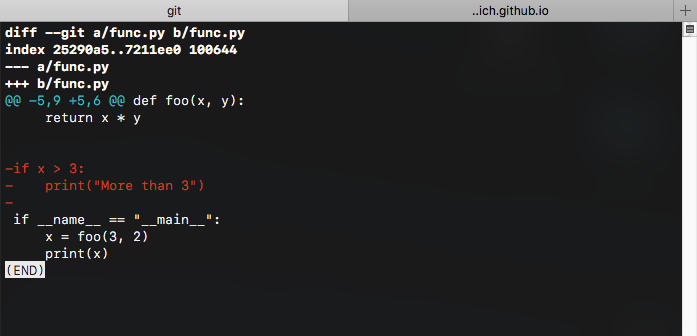 git
..ich.github.io
+
diff --git a/func.py b/func.py
index 25290a5..7211ee0 100644
--- a/func.py
+++ b/func.py
@@ -5,9 +5,6 @@ def foo(x, y):
     return x * y


-if x > 3:
-    print("More than 3")
-
 if __name__ == "__main__":
     x = foo(3, 2)
     print(x)
(END)